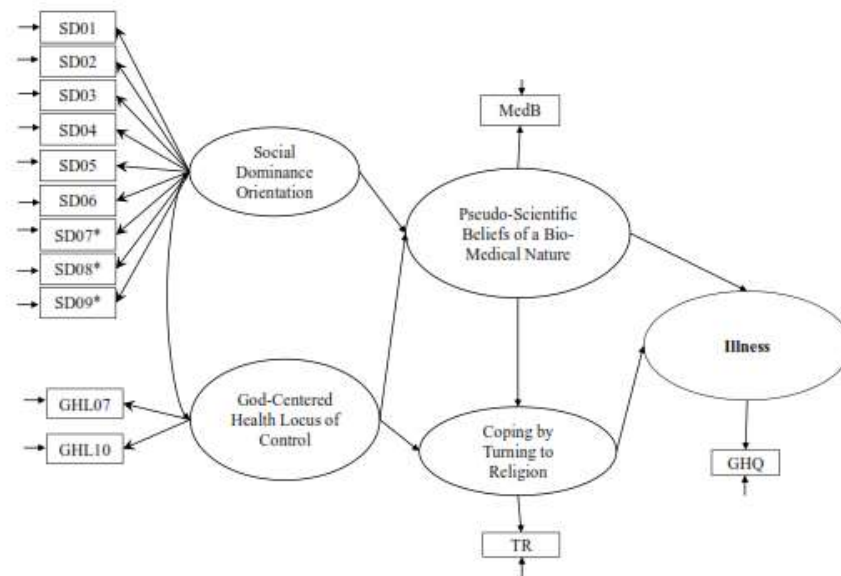 SD01
SD02
SD03
SD04
SD05
SD06
SD07*
SD08*
SD09*
Social
Dominance
Orientation
MedB
Pseudo-Scientific
Beliefs of a Bio-
Medical Nature
Illness
GHL07
GHL10
God-Centered
Health Locus of
Control
Coping by
Turning to
Religion
GHQ
TR